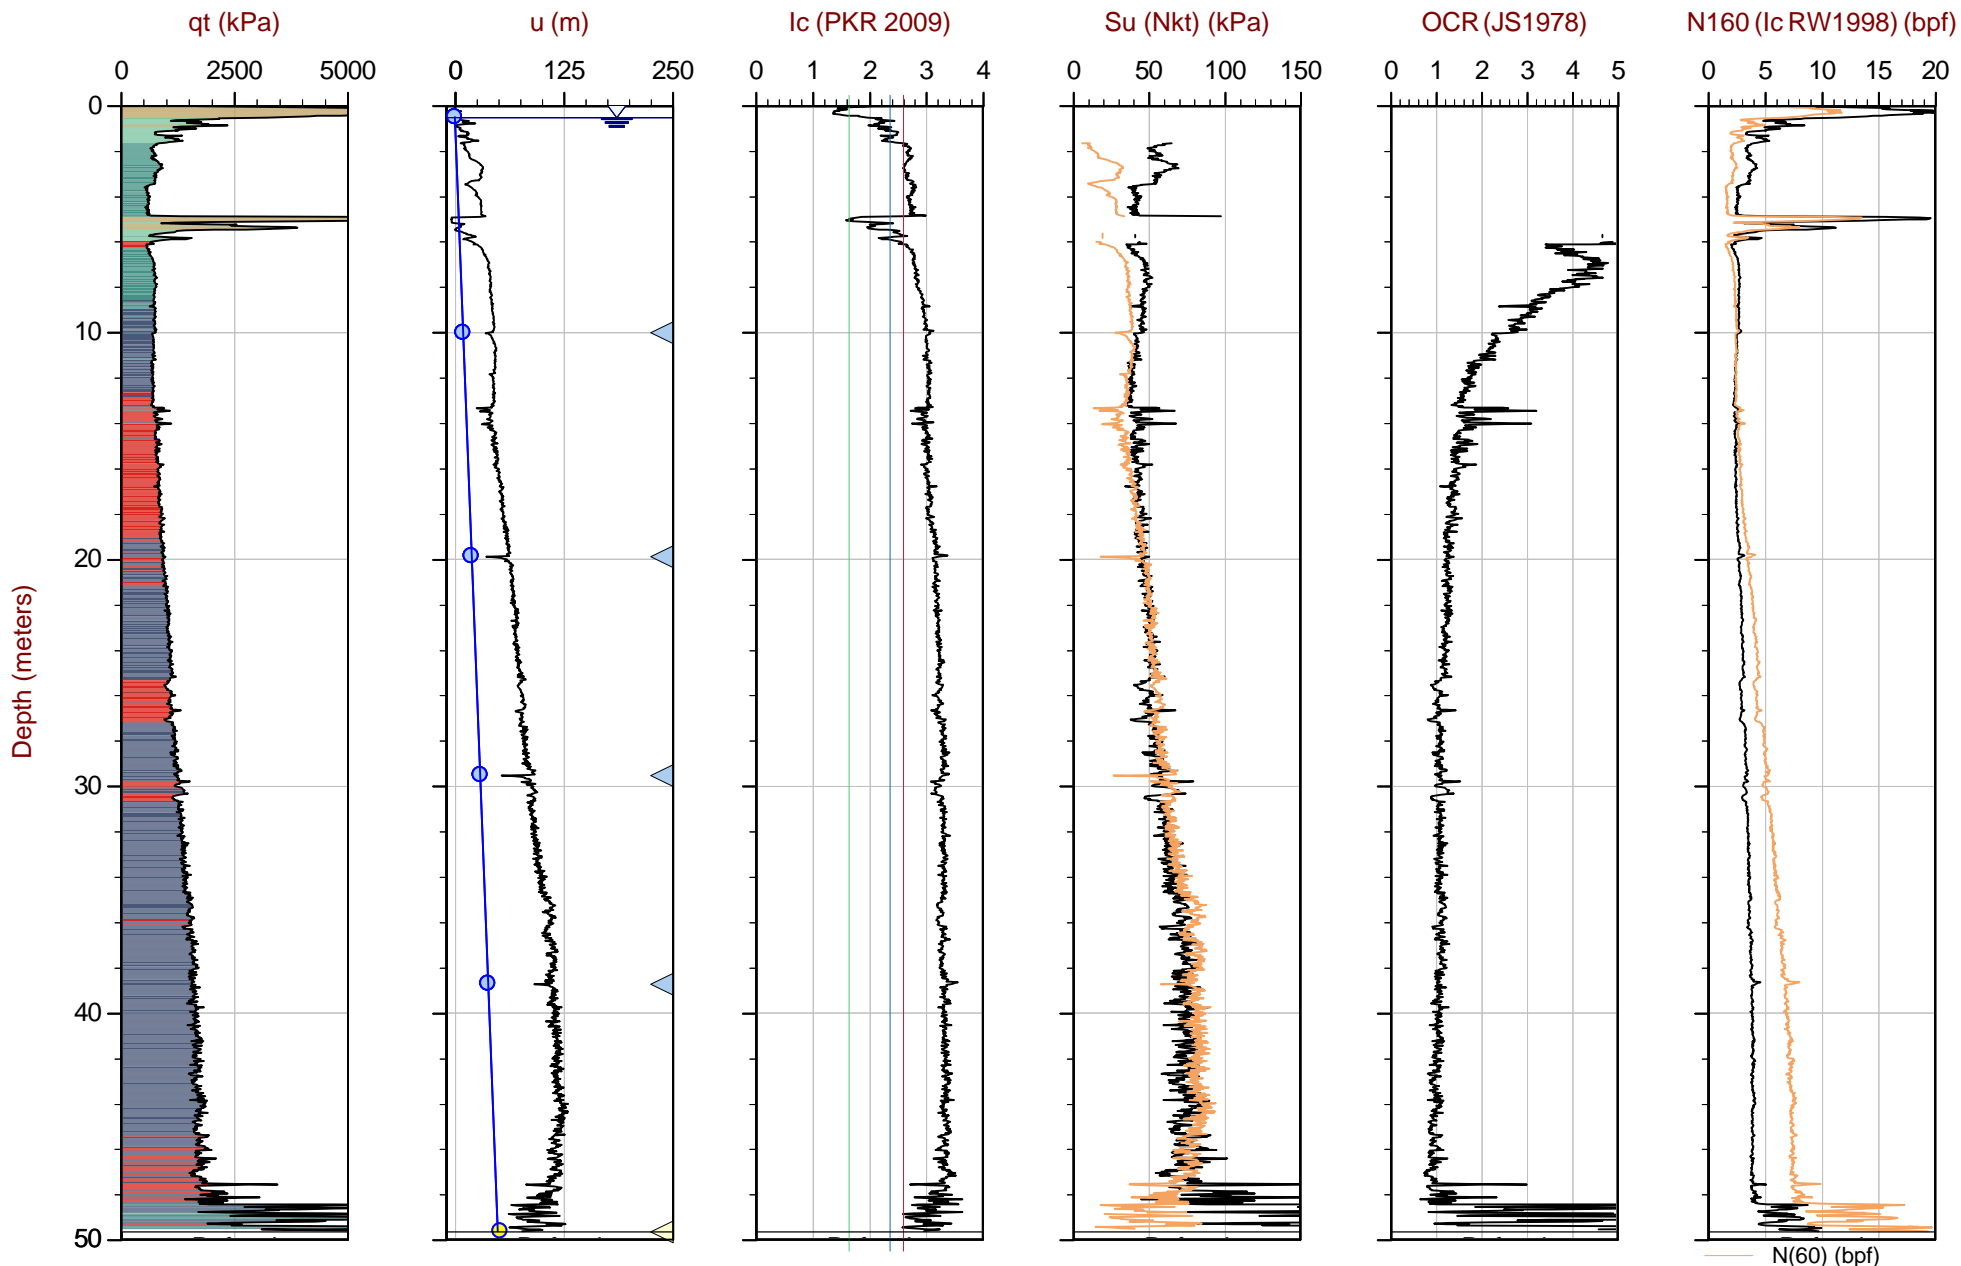 qt (kPa) u (m) Ic (PKR 2009) Su (Nkt) (kPa) OCR (JS1978) N160 (Ic RW1998) (bpf)
0 2500 5000 0 125 250 0 1 2 3 4 0 50 100 150 0 1 2 3 4 5 0 5 10 15 20
0
10
20
30
40
50
Depth (meters)
N(60) (bpf)